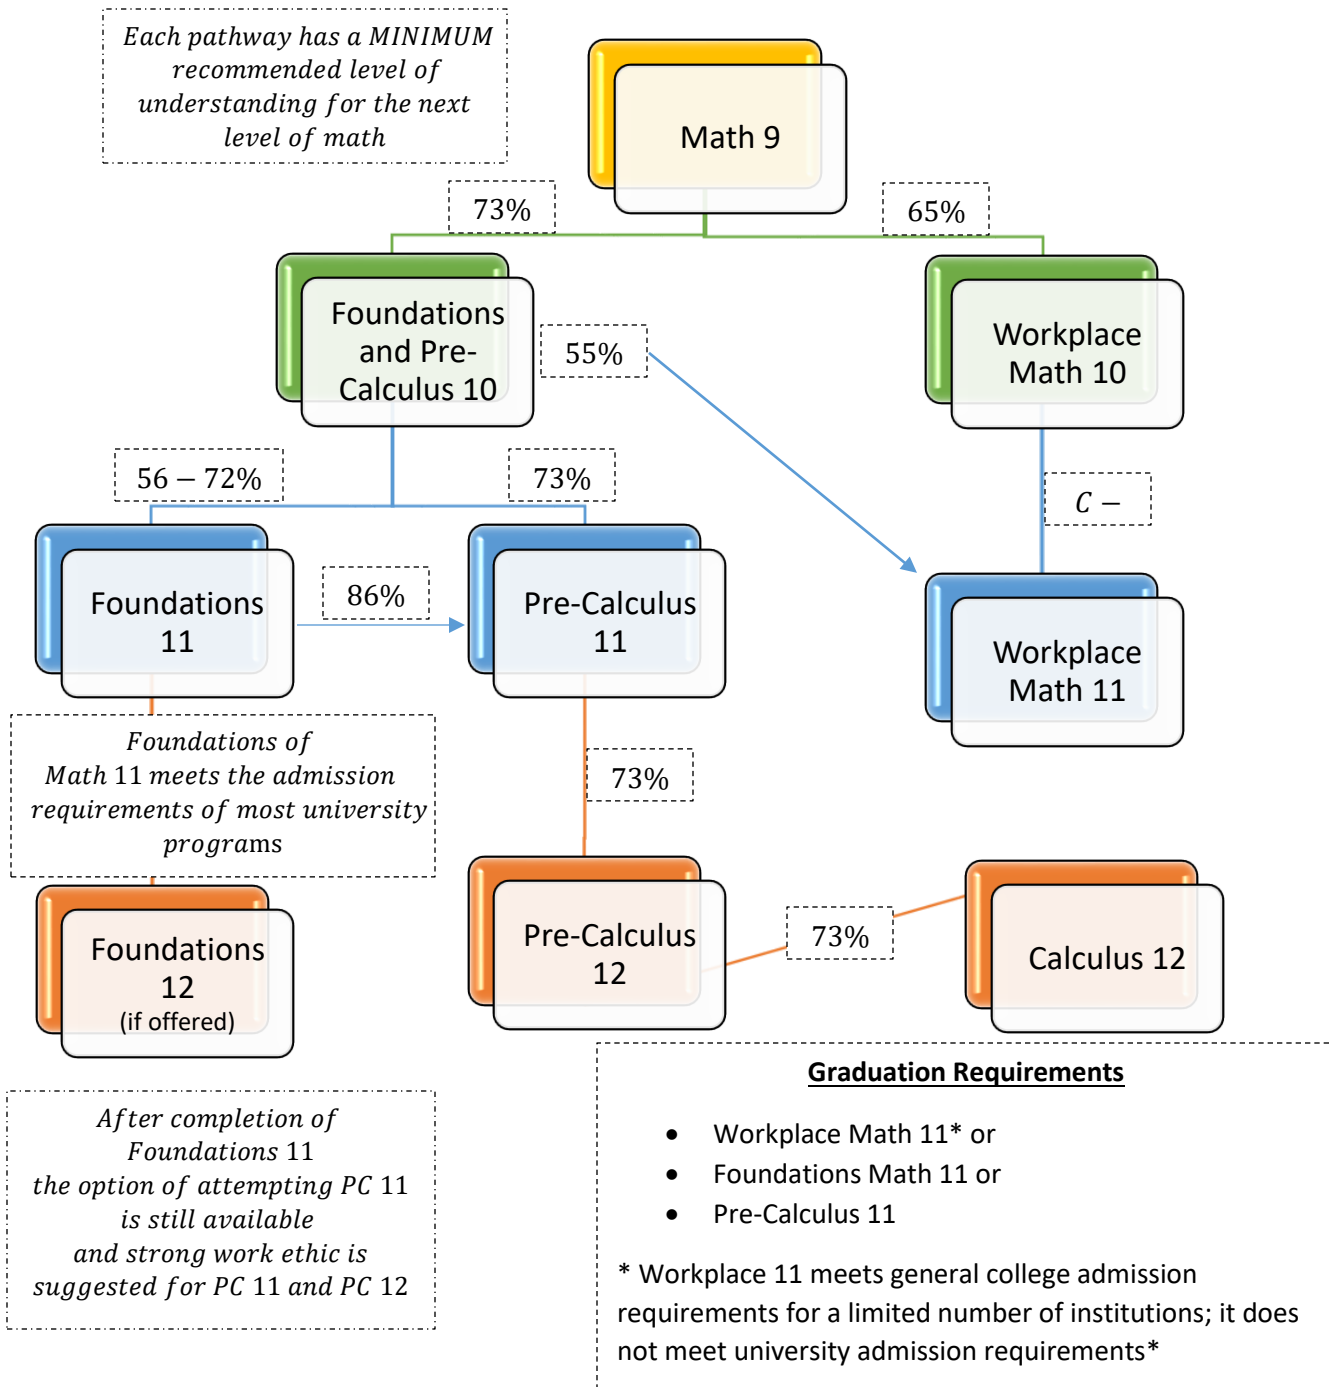 Each pathway has a MINIMUM
recommended level of
understanding for the next
level of math
Math 9
73%
65%
Foundations
and Pre-
Calculus 10
55%
Workplace
Math 10
56 – 72%
73%
C –
Foundations
11
86%
Pre-Calculus
11
Workplace
Math 11
Foundations of
Math 11 meets the admission
requirements of most university
programs
73%
Foundations
12
(if offered)
Pre-Calculus
12
73%
Calculus 12
After completion of
Foundations 11
the option of attempting PC 11
is still available
and strong work ethic is
suggested for PC 11 and PC 12
Graduation Requirements
• Workplace Math 11* or
• Foundations Math 11 or
• Pre-Calculus 11
* Workplace 11 meets general college admission
requirements for a limited number of institutions; it does
not meet university admission requirements*